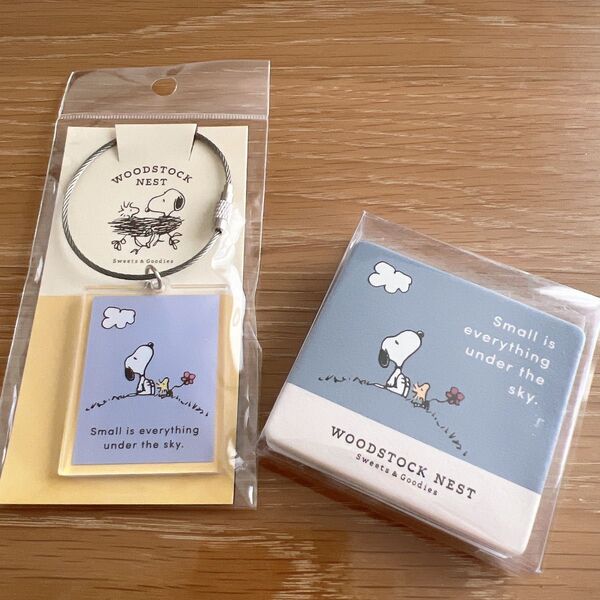 WOODSTOCK
NEST
Sweets & Goodies
Small is everything
under the sky.
Small is
everything
under the
sky.
WOODSTOCK NEST
Sweets & Goodies